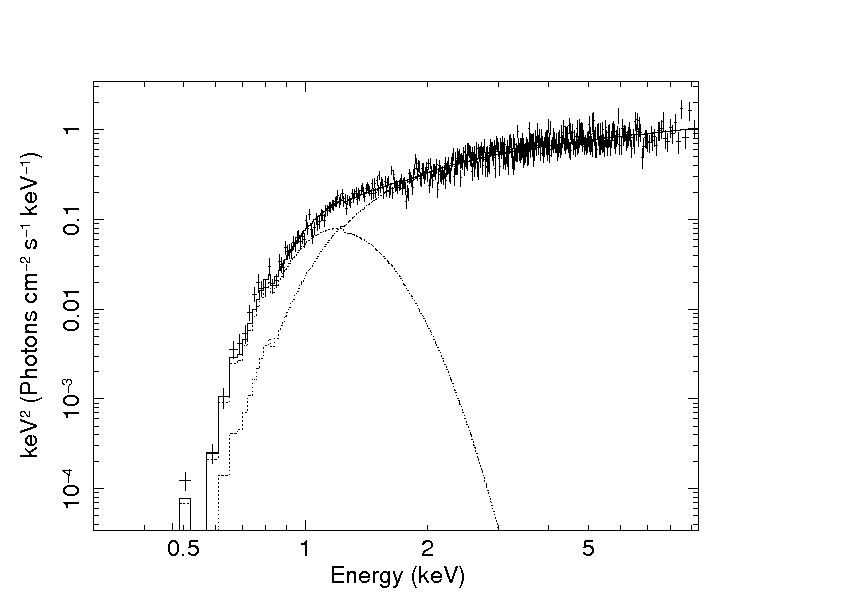 keV² (Photons cm⁻² s⁻¹ keV⁻¹)
1
0.1
0.01
10⁻³
10⁻⁴
0.5 1 2 5
Energy (keV)